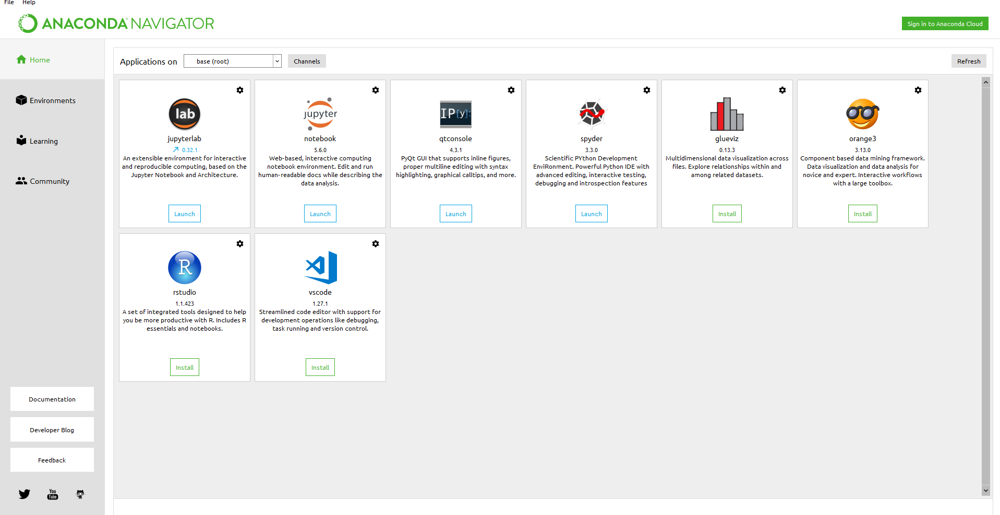 File Help
ANACONDA NAVIGATOR
Sign in to Anaconda Cloud
Home
Environments
Learning
Community
Documentation
Developer Blog
Feedback
You
Tube
Applications on base (root) Channels Refresh
lab
jupyterlab
0.32.1
An extensible environment for interactive
and reproducible computing, based on the
Jupyter Notebook and Architecture.
Launch
jupyter
notebook
5.6.0
Web-based, interactive computing
notebook environment. Edit and run
human-readable docs while describing the
data analysis.
Launch
IP[y]:
qtconsole
4.3.1
PyQt GUI that supports inline figures,
proper multiline editing with syntax
highlighting, graphical calltips, and more.
Launch
spyder
3.3.0
Scientific PYthon Development
EnviRonment. Powerful Python IDE with
advanced editing, interactive testing,
debugging and introspection features
Launch
glueviz
0.13.3
Multidimensional data visualization across
files. Explore relationships within and
among related datasets.
Install
orange3
3.13.0
Component based data mining framework.
Data visualization and data analysis for
novice and expert. Interactive workflows
with a large toolbox.
Install
R
rstudio
1.1.423
A set of integrated tools designed to help
you be more productive with R. Includes R
essentials and notebooks.
Install
vscode
1.27.1
Streamlined code editor with support for
development operations like debugging,
task running and version control.
Install